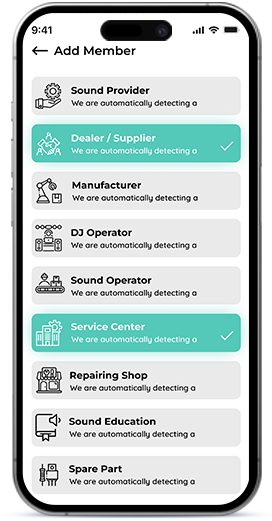 9:41
← Add Member
Sound Provider
We are automatically detecting a
Dealer / Supplier
We are automatically detecting a
Manufacturer
We are automatically detecting a
DJ Operator
We are automatically detecting a
Sound Operator
We are automatically detecting a
Service Center
We are automatically detecting a
Repairing Shop
We are automatically detecting a
Sound Education
We are automatically detecting a
Spare Part
We are automatically detecting a